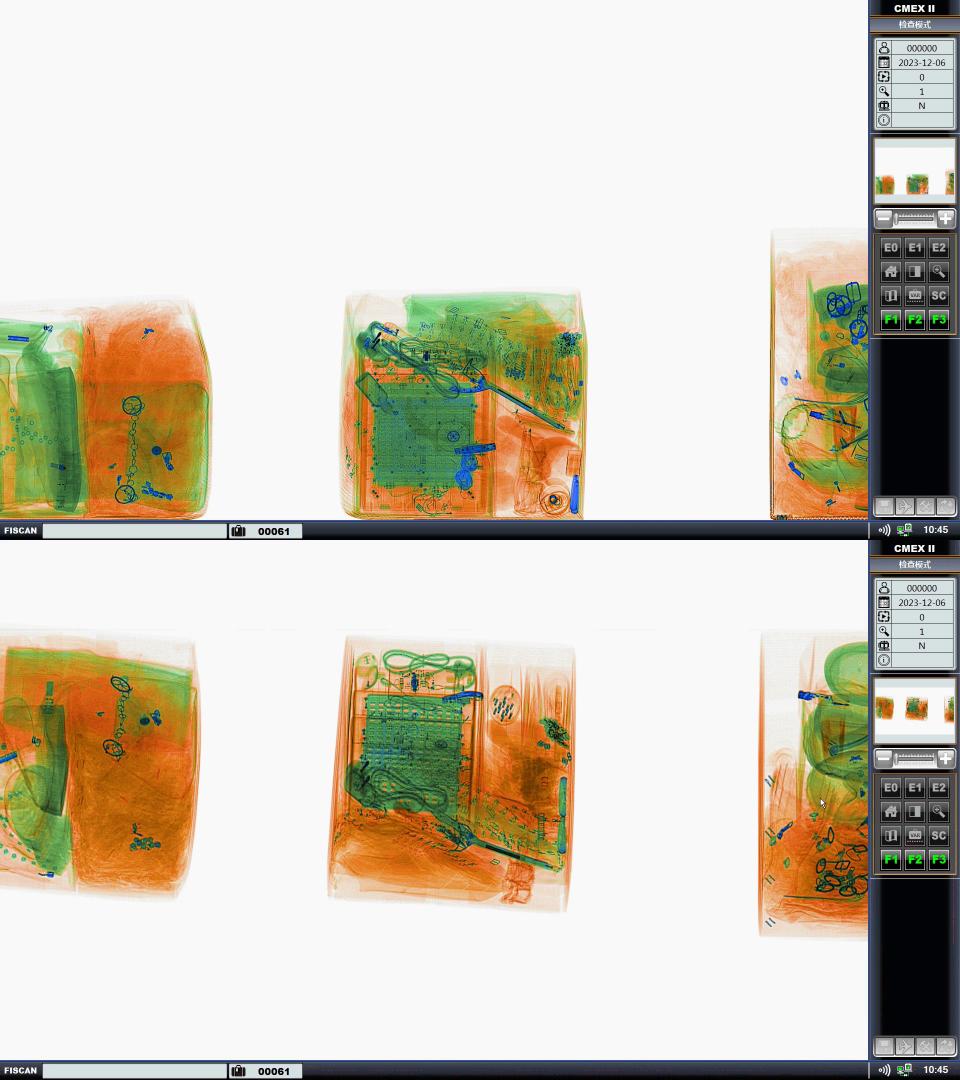 CMEX II
检查模式
000000
2023-12-06
0
1
N
E0 E1 E2
VAR SC
F1 F2 F3
FISCAN 00061 10:45
CMEX II
检查模式
000000
2023-12-06
0
1
N
E0 E1 E2
VAR SC
F1 F2 F3
FISCAN 00061 10:45